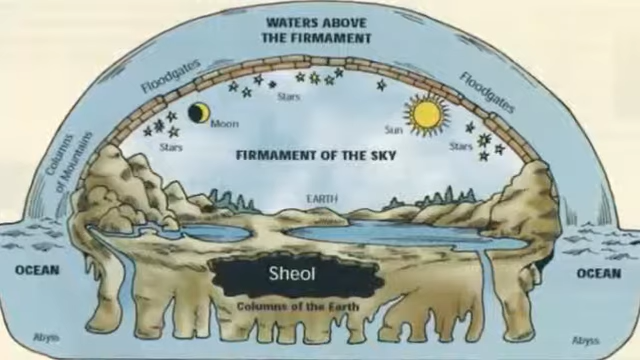 WATERS ABOVE
THE FIRMAMENT
Floodgates
Floodgates
Stars
Moon
Sun
Stars
Stars
Columns
of Mountains
FIRMAMENT OF THE SKY
EARTH
OCEAN
Sheol
OCEAN
Columns of the Earth
Abyss
Abyss